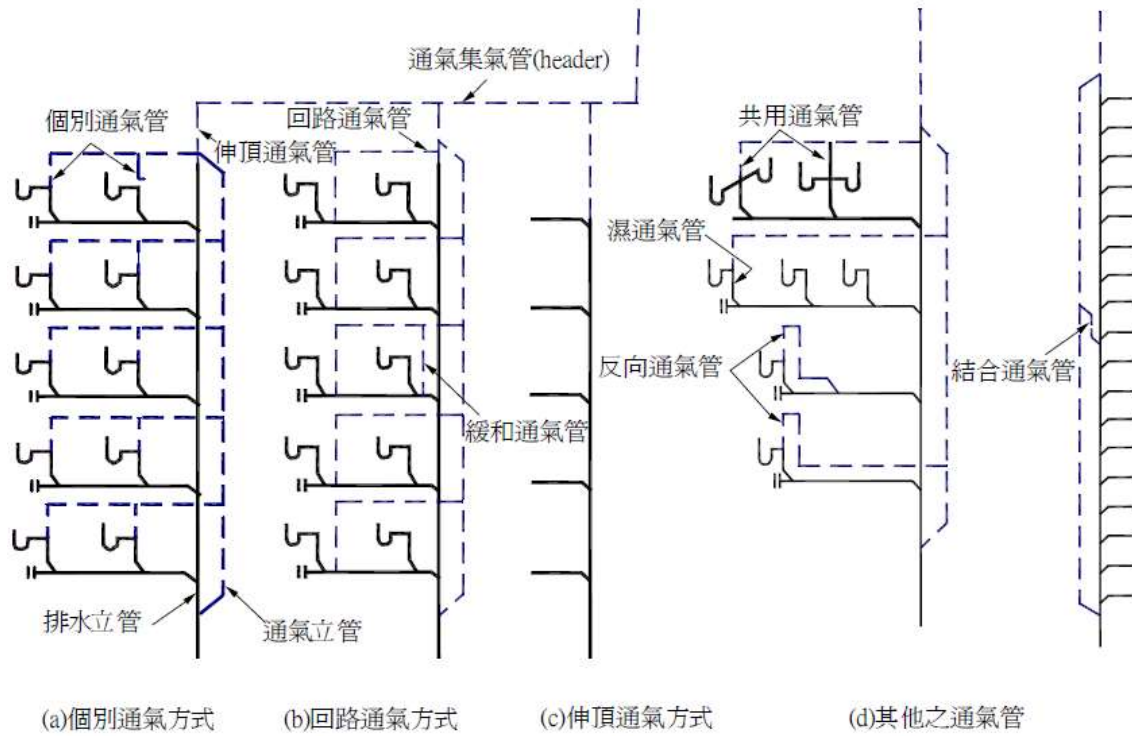 通氣集氣管(header)
個別通氣管
伸頂通氣管
回路通氣管
共用通氣管
濕通氣管
反向通氣管
結合通氣管
緩和通氣管
排水立管
通氣立管
(a)個別通氣方式
(b)回路通氣方式
(c)伸頂通氣方式
(d)其他之通氣管